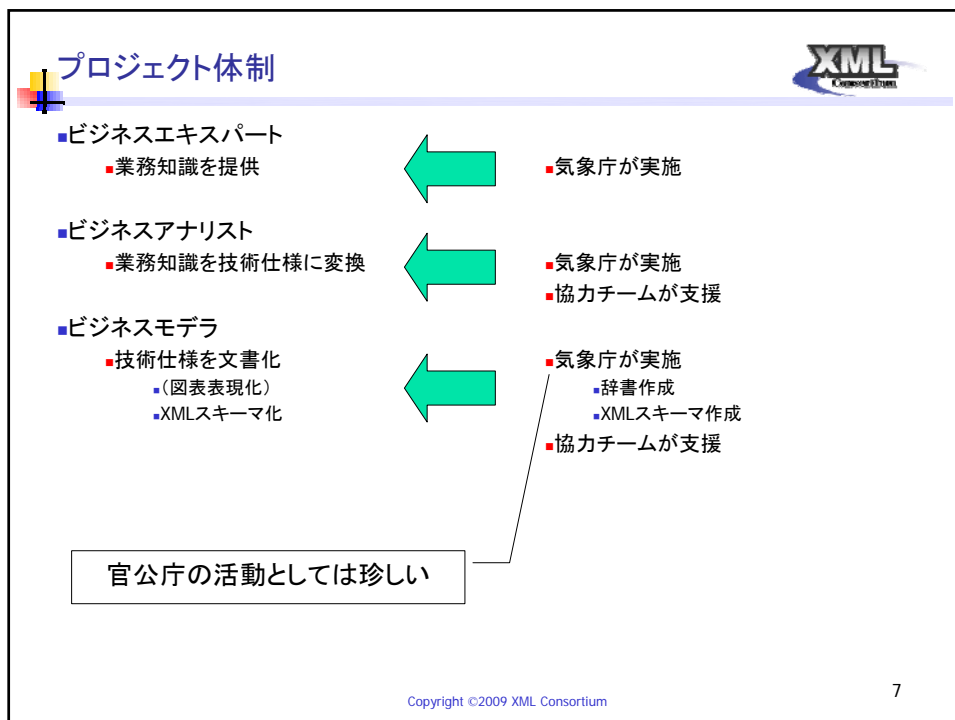 プロジェクト体制
XML
Consortium
■ビジネスエキスパート
■業務知識を提供
■気象庁が実施
■ビジネスアナリスト
■業務知識を技術仕様に変換
■気象庁が実施
■協力チームが支援
■ビジネスモデラ
■技術仕様を文書化
■(図表表現化)
■XMLスキーマ化
■気象庁が実施
■辞書作成
■XMLスキーマ作成
■協力チームが支援
官公庁の活動としては珍しい
Copyright ©2009 XML Consortium
7